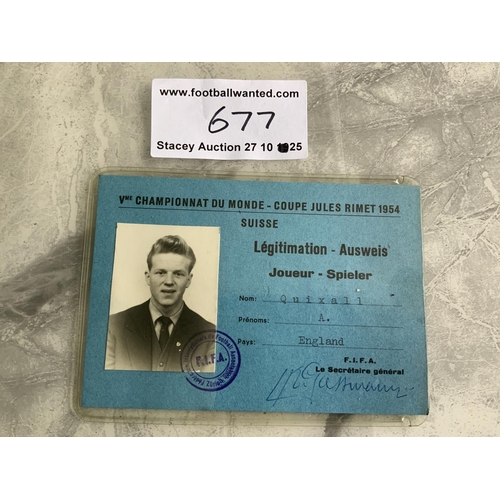 www.footballwanted.com
677
Stacey Auction 27 10 25
Vᵐᵉ CHAMPIONNAT DU MONDE - COUPE JULES RIMET 1954
SUISSE
Légitimation - Ausweis
Joueur - Spieler
Nom: Quixall
Prénoms: A.
Pays: England
F.I.F.A.
Le Secrétaire général
F.I.F.A.